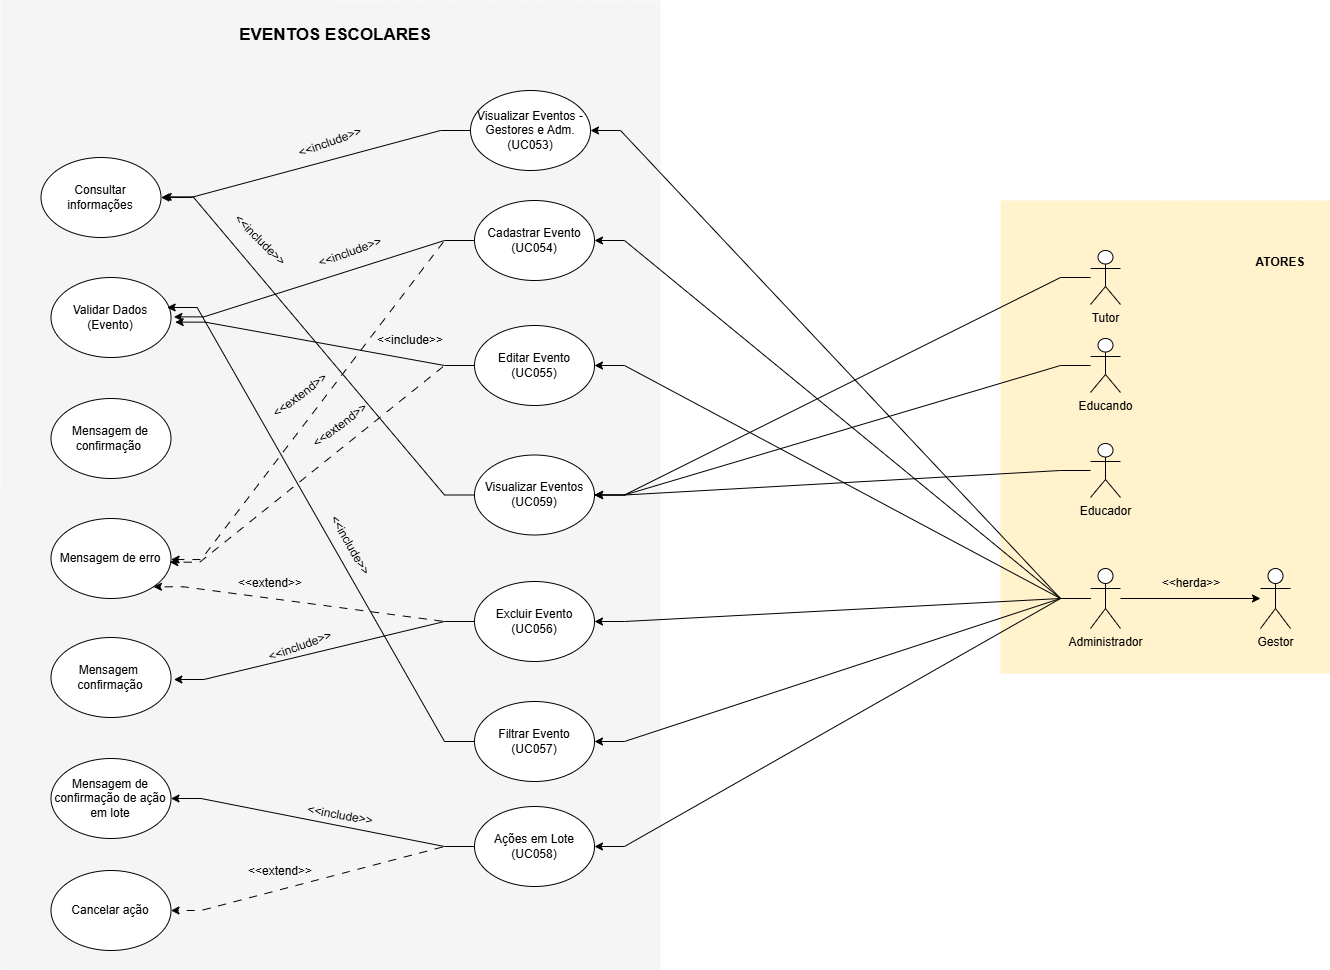 EVENTOS ESCOLARES
Visualizar Eventos -
Gestores e Adm.
(UC053)
<<include>>
Consultar
informações
Cadastrar Evento
(UC054)
<<include>>
<<include>>
ATORES
Tutor
Validar Dados
(Evento)
<<include>>
Editar Evento
(UC055)
<<extend>>
<<extend>>
Educando
Mensagem de
confirmação
Visualizar Eventos
(UC059)
Educador
<<include>>
Mensagem de erro
<<extend>>
<<herda>>
Excluir Evento
(UC056)
Administrador
Gestor
<<include>>
Mensagem
confirmação
Filtrar Evento
(UC057)
Mensagem de
confirmação de ação
em lote
<<include>>
Ações em Lote
(UC058)
<<extend>>
Cancelar ação